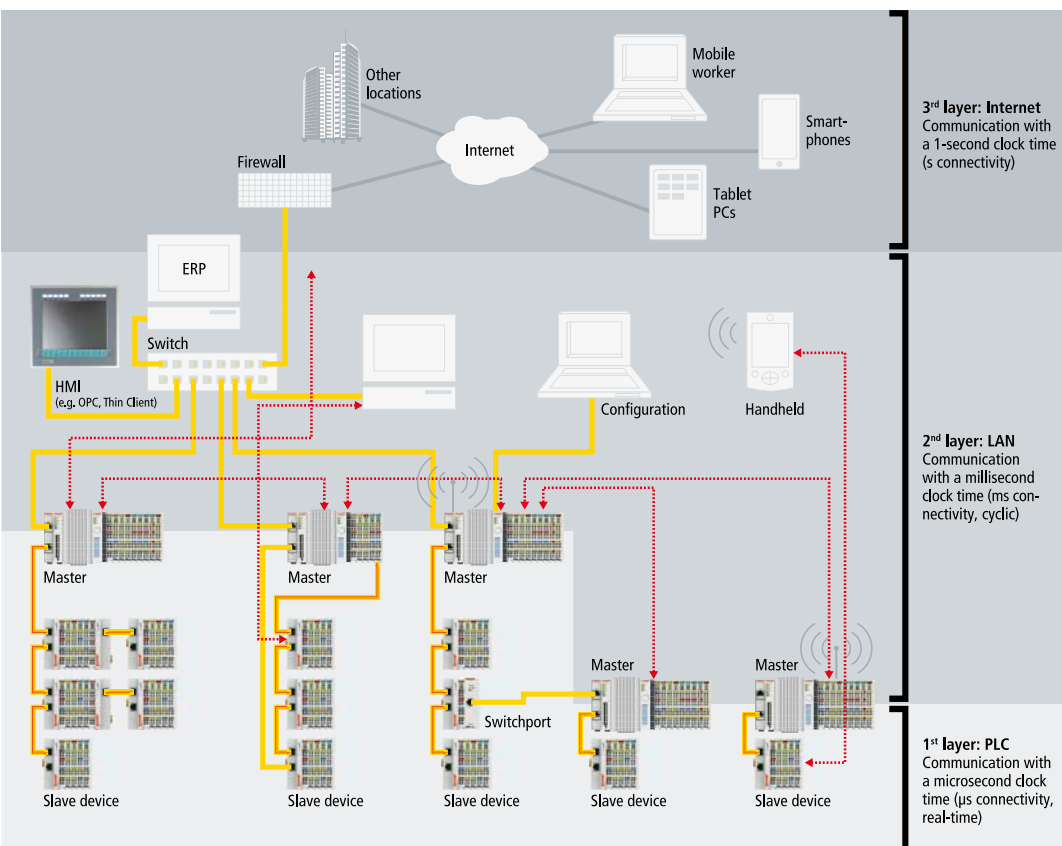 Other
locations
Mobile
worker
Smart-
phones
Internet
Firewall
Tablet
PCs
3rd layer: Internet
Communication with
a 1-second clock time
(s connectivity)
ERP
Switch
HMI
(e.g. OPC, Thin Client)
Configuration
Handheld
2nd layer: LAN
Communication
with a millisecond
clock time (ms con-
nectivity, cyclic)
Master
Master
Master
Master
Master
Switchport
Slave device
Slave device
Slave device
Slave device
Slave device
1st layer: PLC
Communication with
a microsecond clock
time (µs connectivity,
real-time)